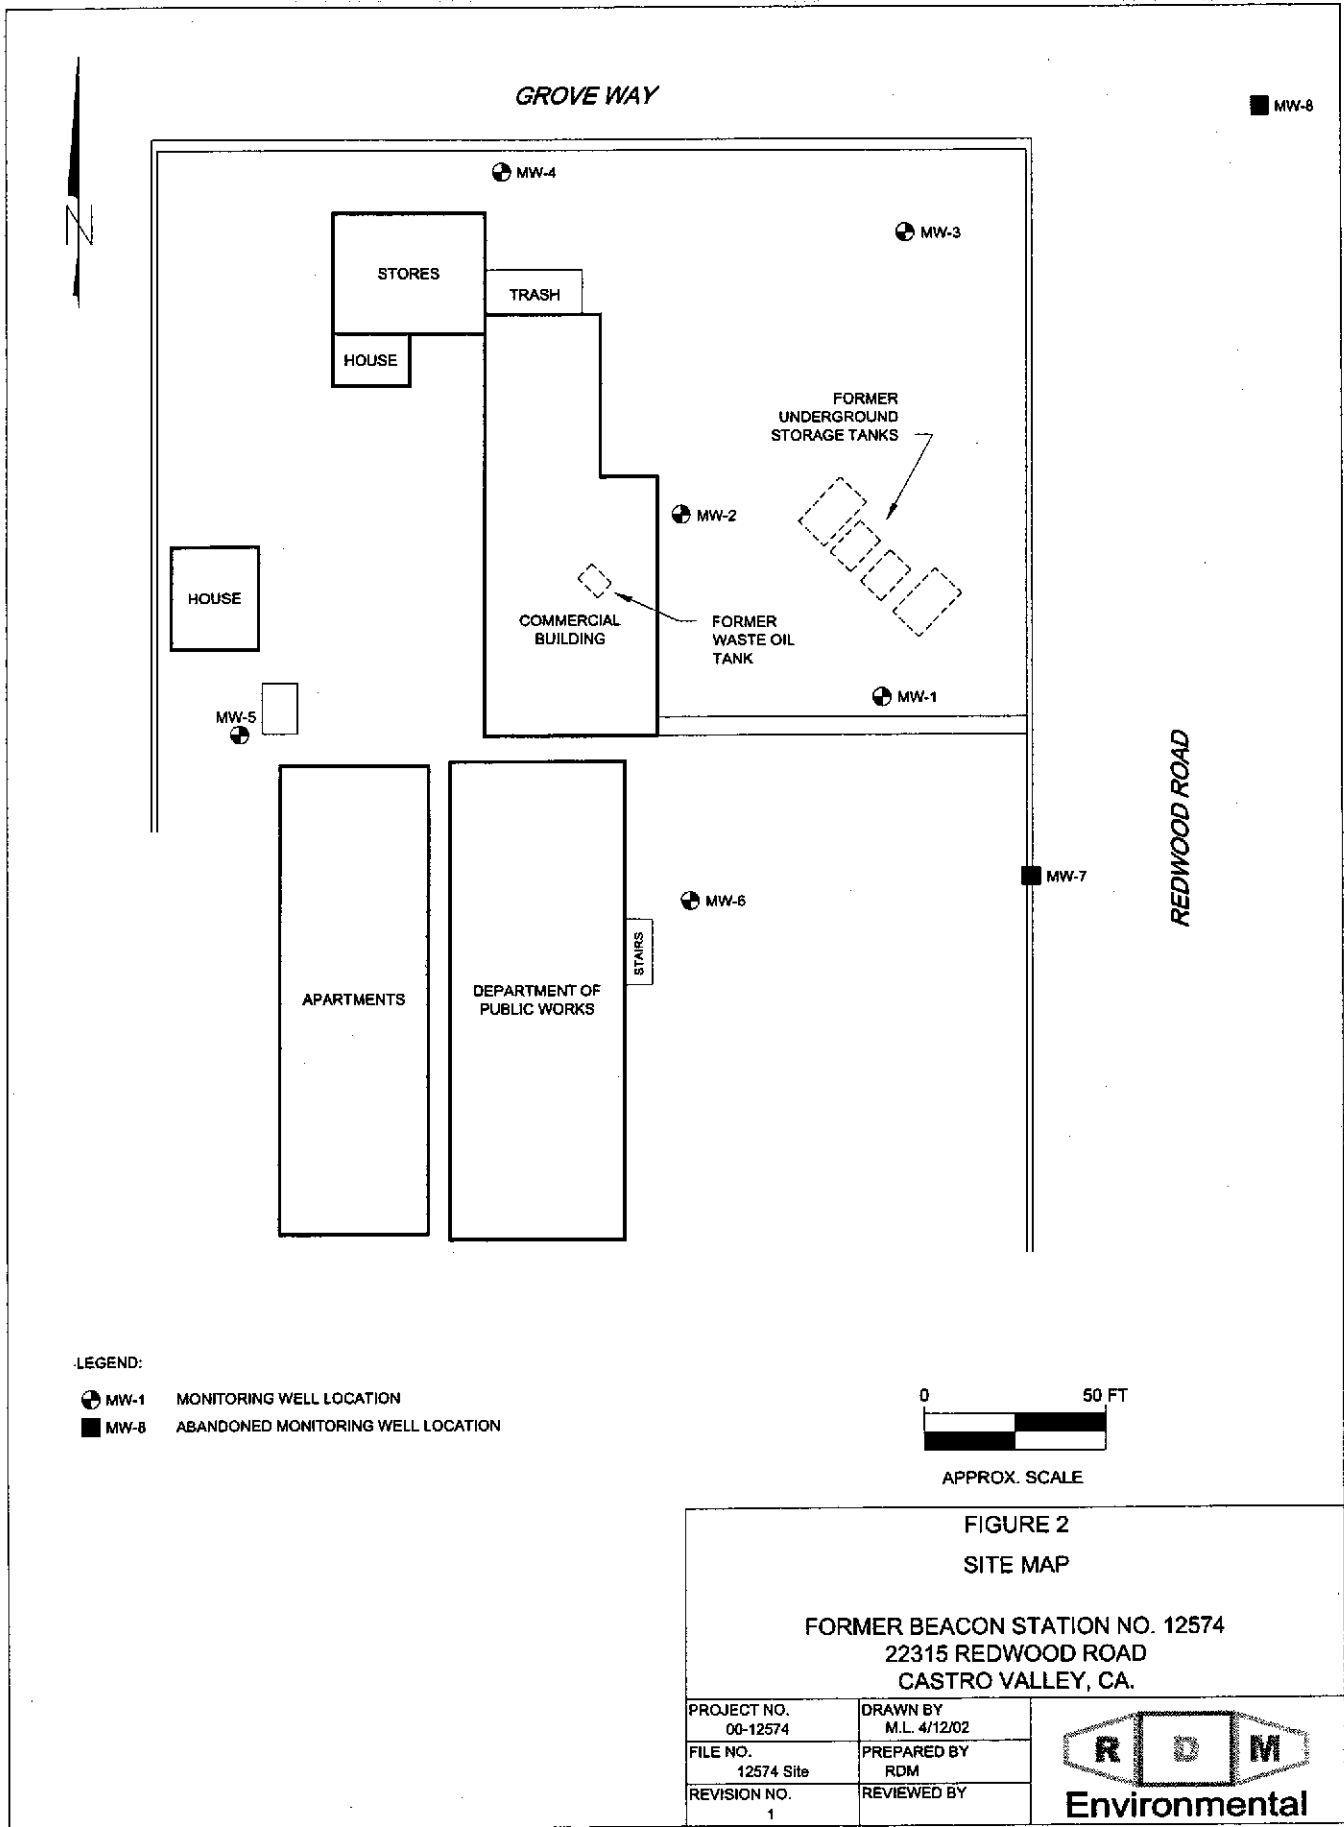 GROVE WAY
MW-8
N
MW-4
MW-3
STORES
TRASH
HOUSE
FORMER
UNDERGROUND
STORAGE TANKS
MW-2
HOUSE
COMMERCIAL
BUILDING
FORMER
WASTE OIL
TANK
MW-1
MW-5
REDWOOD ROAD
MW-7
MW-6
STAIRS
APARTMENTS
DEPARTMENT OF
PUBLIC WORKS
LEGEND:
MW-1 MONITORING WELL LOCATION
MW-8 ABANDONED MONITORING WELL LOCATION
0 50 FT
APPROX. SCALE
FIGURE 2
SITE MAP
FORMER BEACON STATION NO. 12574
22315 REDWOOD ROAD
CASTRO VALLEY, CA.
PROJECT NO.
00-12574
DRAWN BY
M.L. 4/12/02
FILE NO.
12574 Site
PREPARED BY
RDM
REVISION NO.
1
REVIEWED BY
R D M
Environmental